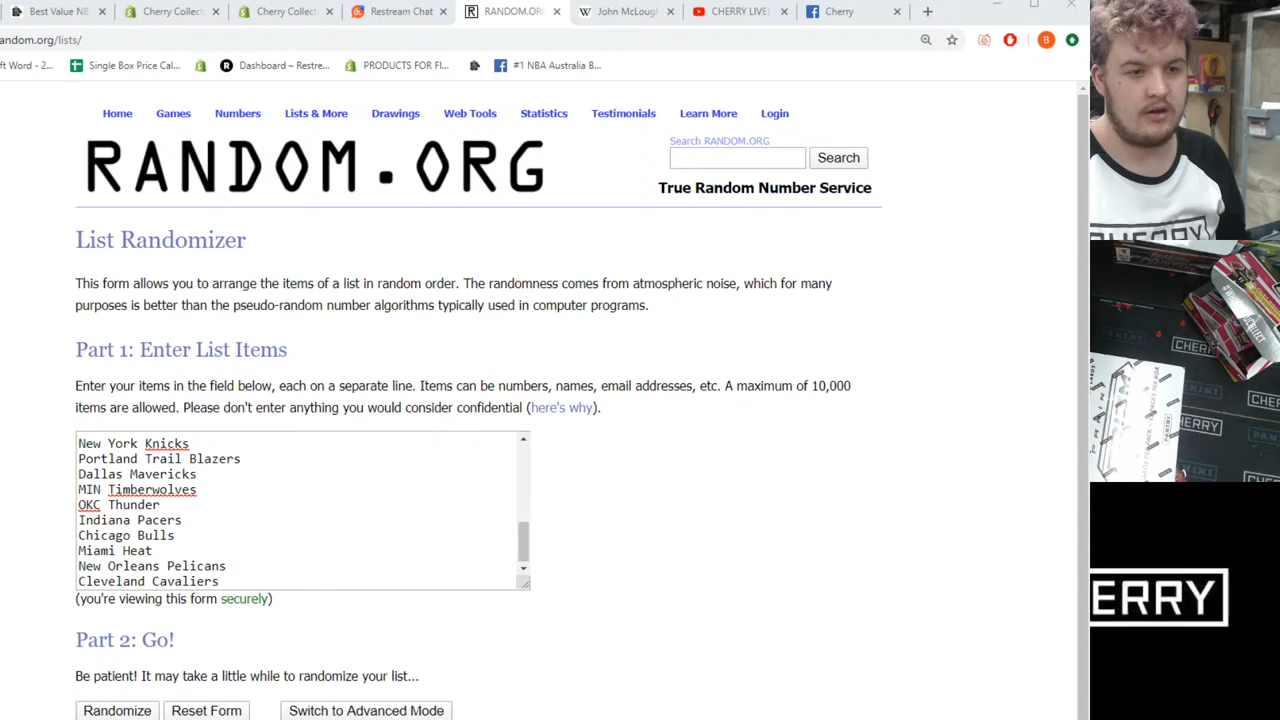 Best Value NB
Cherry Collect
Cherry Collect
Restream Chat
RANDOM.ORG
John McLough
CHERRY LIVE!
Cherry
andom.org/lists/
ft Word - 2...
Single Box Price Cal...
Dashboard – Restre...
PRODUCTS FOR FI...
#1 NBA Australia B...
Home Games Numbers Lists & More Drawings Web Tools Statistics Testimonials Learn More Login
RANDOM.ORG
Search RANDOM.ORG
Search
True Random Number Service
List Randomizer
This form allows you to arrange the items of a list in random order. The randomness comes from atmospheric noise, which for many
purposes is better than the pseudo-random number algorithms typically used in computer programs.
Part 1: Enter List Items
Enter your items in the field below, each on a separate line. Items can be numbers, names, email addresses, etc. A maximum of 10,000
items are allowed. Please don't enter anything you would consider confidential (here's why).
New York Knicks
Portland Trail Blazers
Dallas Mavericks
MIN Timberwolves
OKC Thunder
Indiana Pacers
Chicago Bulls
Miami Heat
New Orleans Pelicans
Cleveland Cavaliers
(you're viewing this form securely)
Part 2: Go!
Be patient! It may take a little while to randomize your list...
Randomize Reset Form Switch to Advanced Mode
CHERRY
CHERRY
CHERRY
PANINI
ERRY